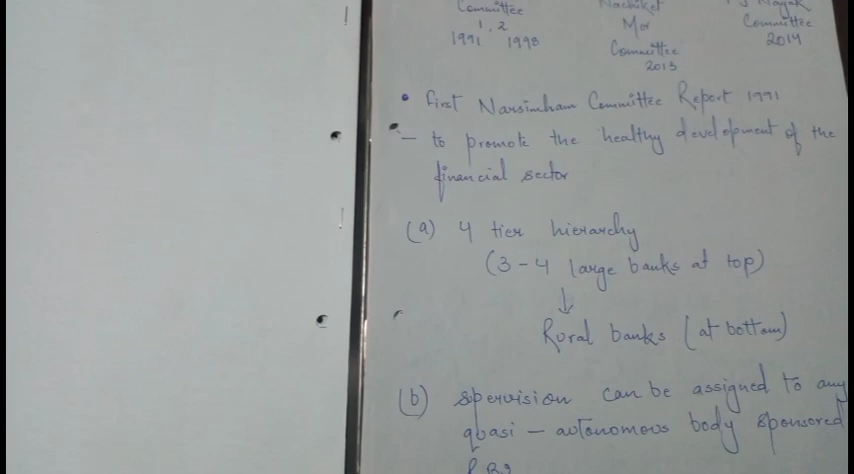 Committee Nachiket P J Nayak
1, 2 Mor Committee
1991 1998 Committee 2014
2013
• First Narsimham Committee Report 1991
— to promote the healthy development of the
financial sector
(a) 4 tier hierarchy
(3-4 large banks at top)
↓
Rural banks (at bottom)
(b) spervision can be assigned to any
quasi - autonomous body sponsored